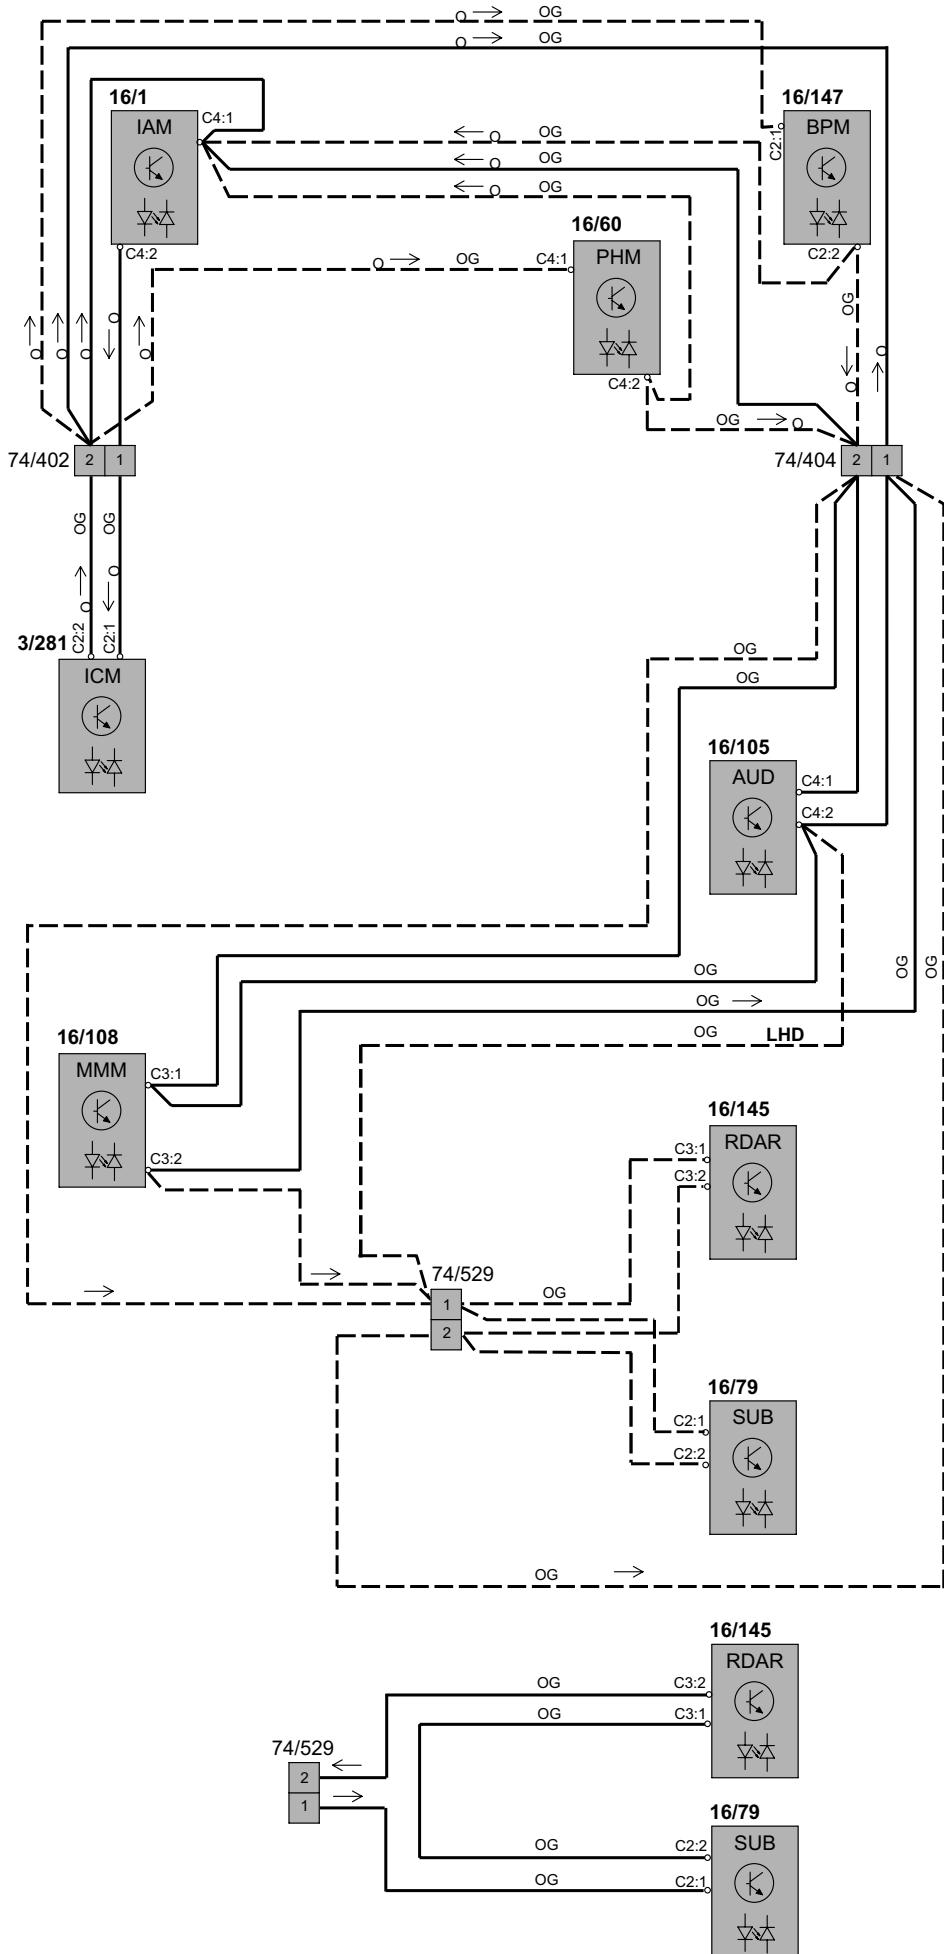 O OG
O OG
16/1
16/147
IAM
C4:1
BPM
O OG
C2:1
O OG
O OG
16/60
C4:2
C2:2
PHM
O OG C4:1
OG
O O O O O
O O
C4:2
OG O
74/402 2 1
74/404 2 1
OG OG
O O
C2:2 C2:1
3/281
ICM
OG
OG
16/105
AUD
C4:1
C4:2
OG
OG OG
OG
OG LHD
16/108
MMM
C3:1
C3:2
16/145
RDAR
C3:1
C3:2
74/529
1 OG
2
16/79
SUB
C2:1
C2:2
OG
16/145
RDAR
OG C3:2
OG C3:1
74/529
2
1
16/79
SUB
OG C2:2
OG C2:1